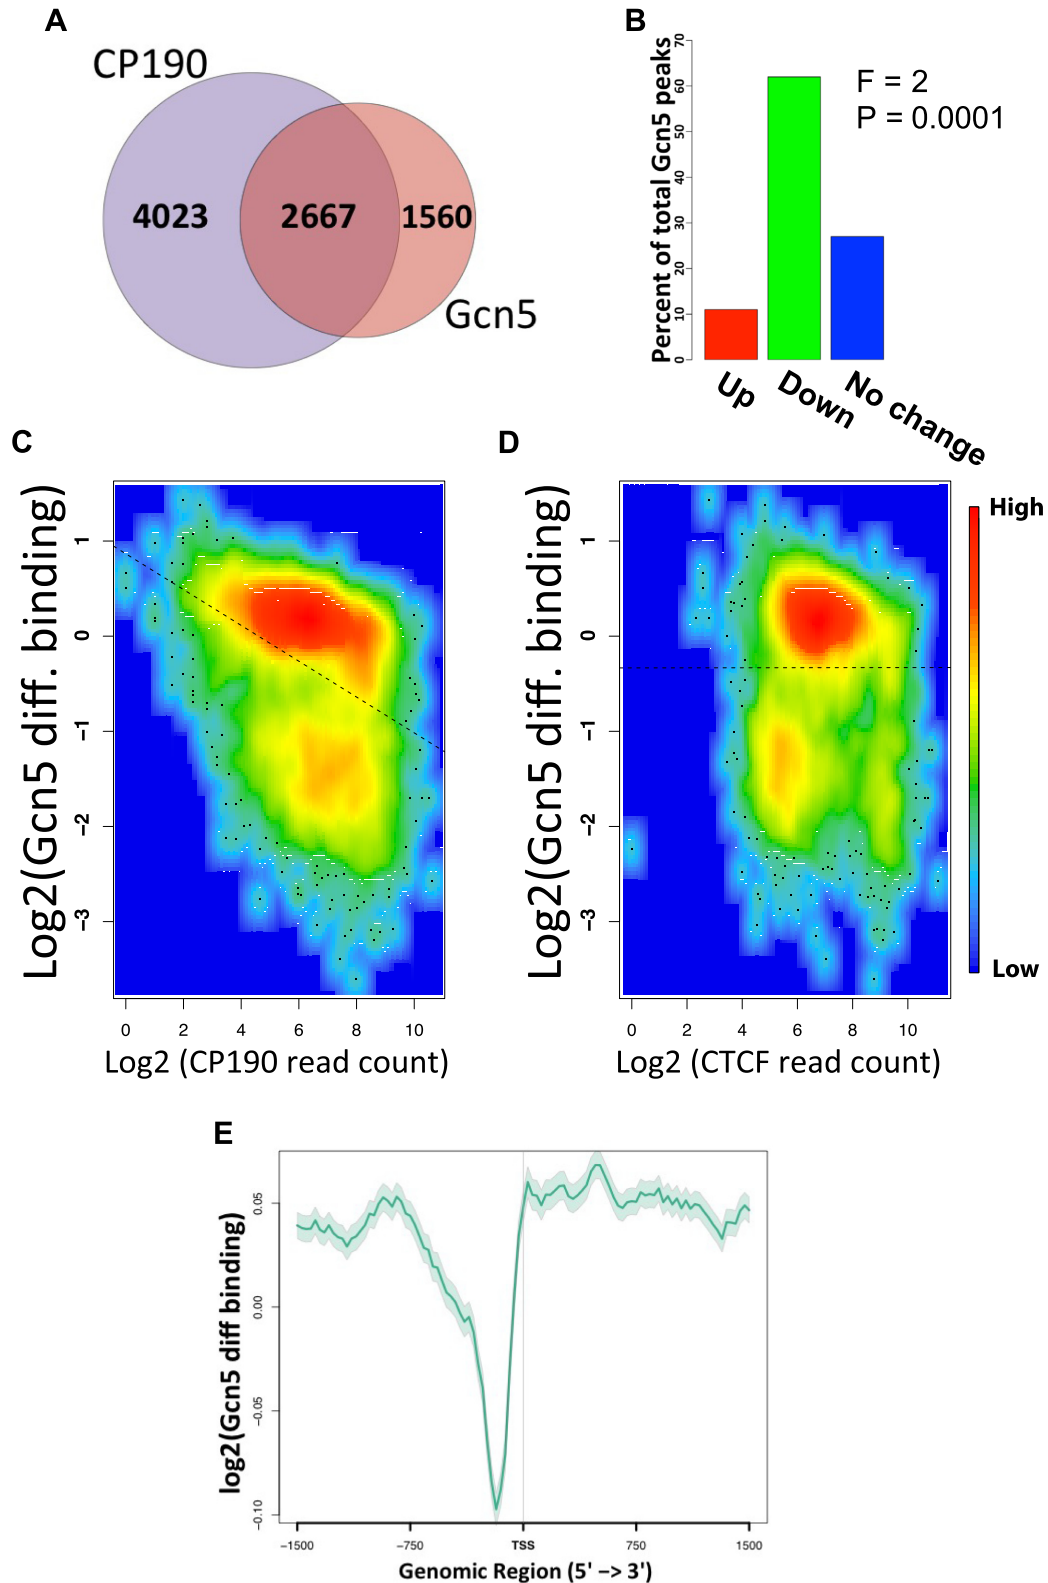 A
CP190
4023
2667
1560
Gcn5
B
Percent of total Gcn5 peaks
70
60
50
40
30
20
10
0
F = 2
P = 0.0001
Up
Down
No change
C
Log2(Gcn5 diff. binding)
1
0
-1
-2
-3
0 2 4 6 8 10
Log2 (CP190 read count)
D
Log2(Gcn5 diff. binding)
1
0
-1
-2
-3
0 2 4 6 8 10
Log2 (CTCF read count)
High
Low
E
log2(Gcn5 diff binding)
0.05
0.00
-0.05
-0.10
-1500 -750 TSS 750 1500
Genomic Region (5' -> 3')